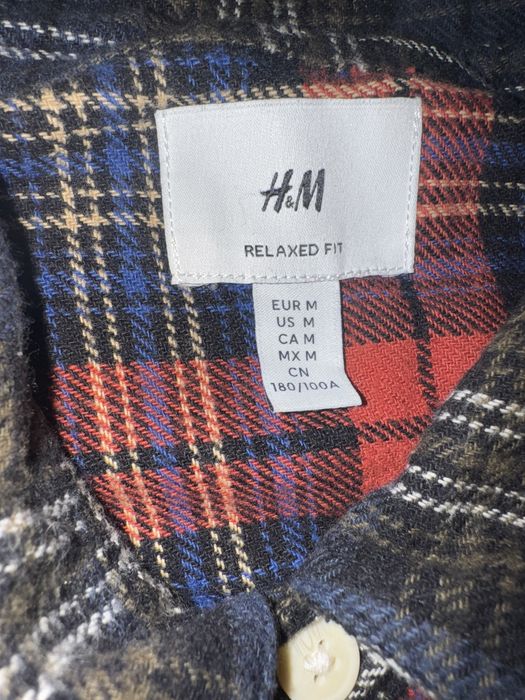 H&M
RELAXED FIT
EUR M
US M
CA M
MX M
CN
180/100A